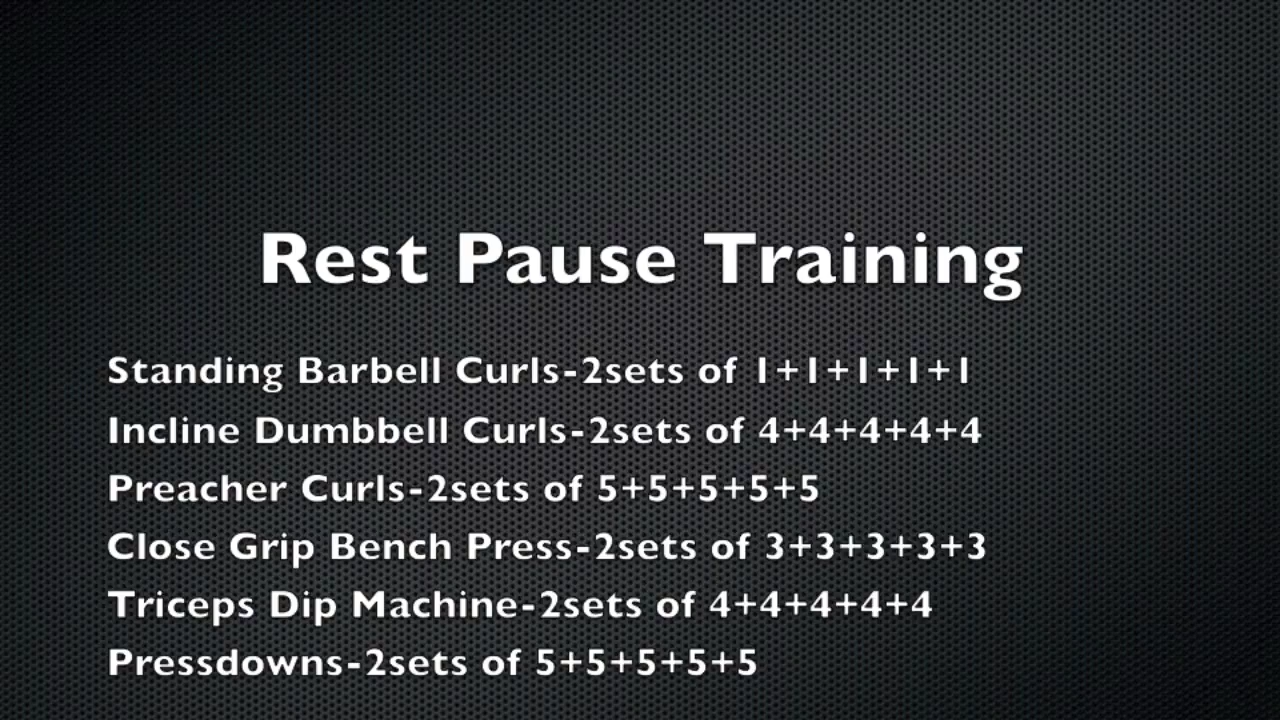 Rest Pause Training
Standing Barbell Curls-2sets of 1+1+1+1+1
Incline Dumbbell Curls-2sets of 4+4+4+4+4
Preacher Curls-2sets of 5+5+5+5+5
Close Grip Bench Press-2sets of 3+3+3+3+3
Triceps Dip Machine-2sets of 4+4+4+4+4
Pressdowns-2sets of 5+5+5+5+5